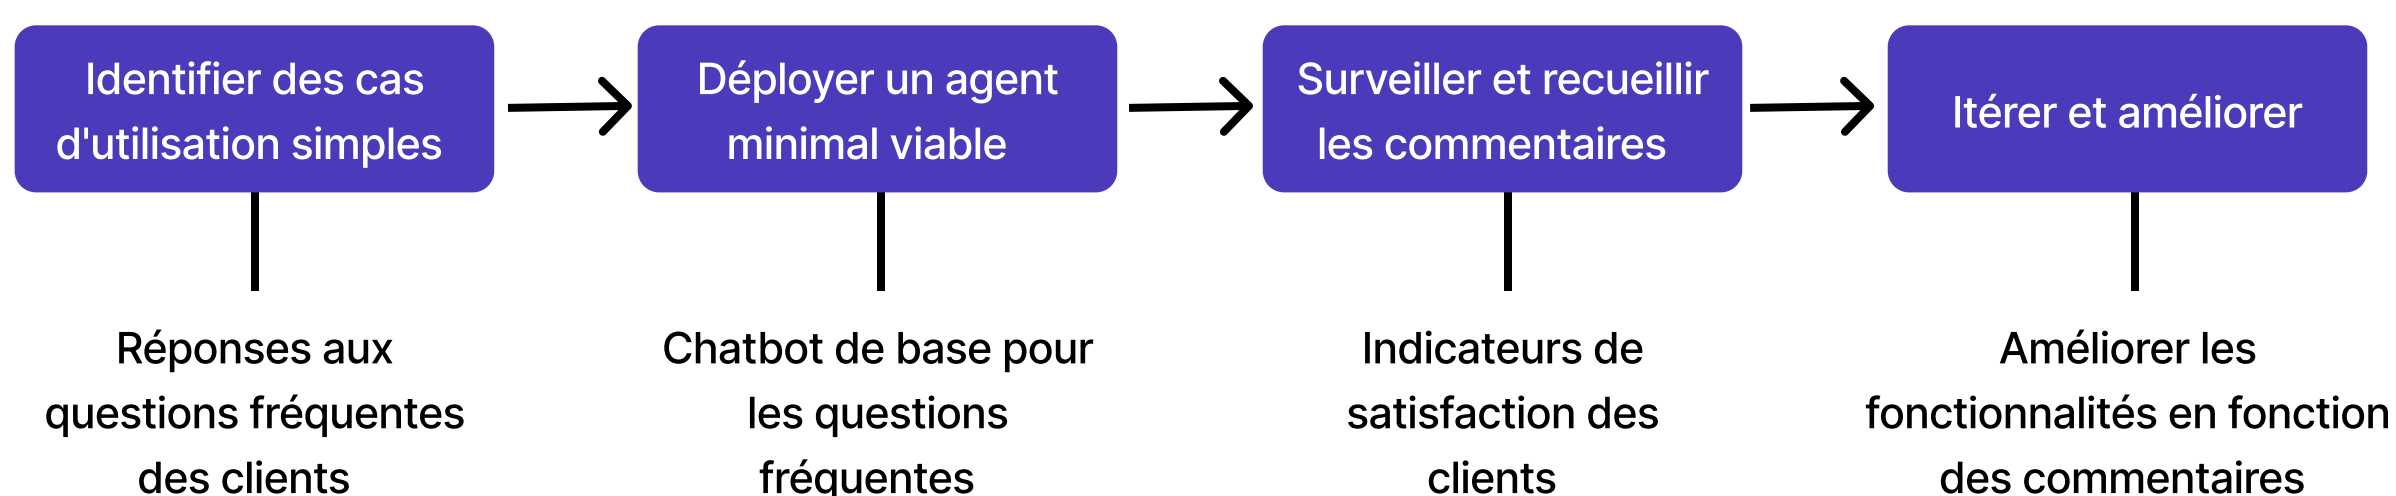 Identifier des cas
d'utilisation simples
Déployer un agent
minimal viable
Surveiller et recueillir
les commentaires
Itérer et améliorer
Réponses aux
questions fréquentes
des clients
Chatbot de base pour
les questions
fréquentes
Indicateurs de
satisfaction des
clients
Améliorer les
fonctionnalités en fonction
des commentaires